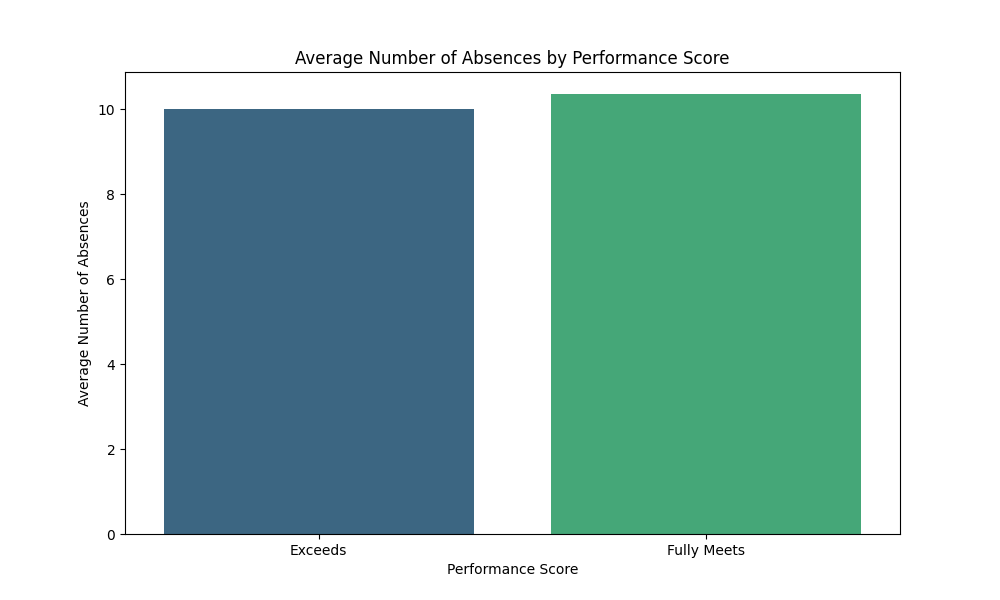 Average Number of Absences by Performance Score
Average Number of Absences
10
8
6
4
2
0
Exceeds
Fully Meets
Performance Score